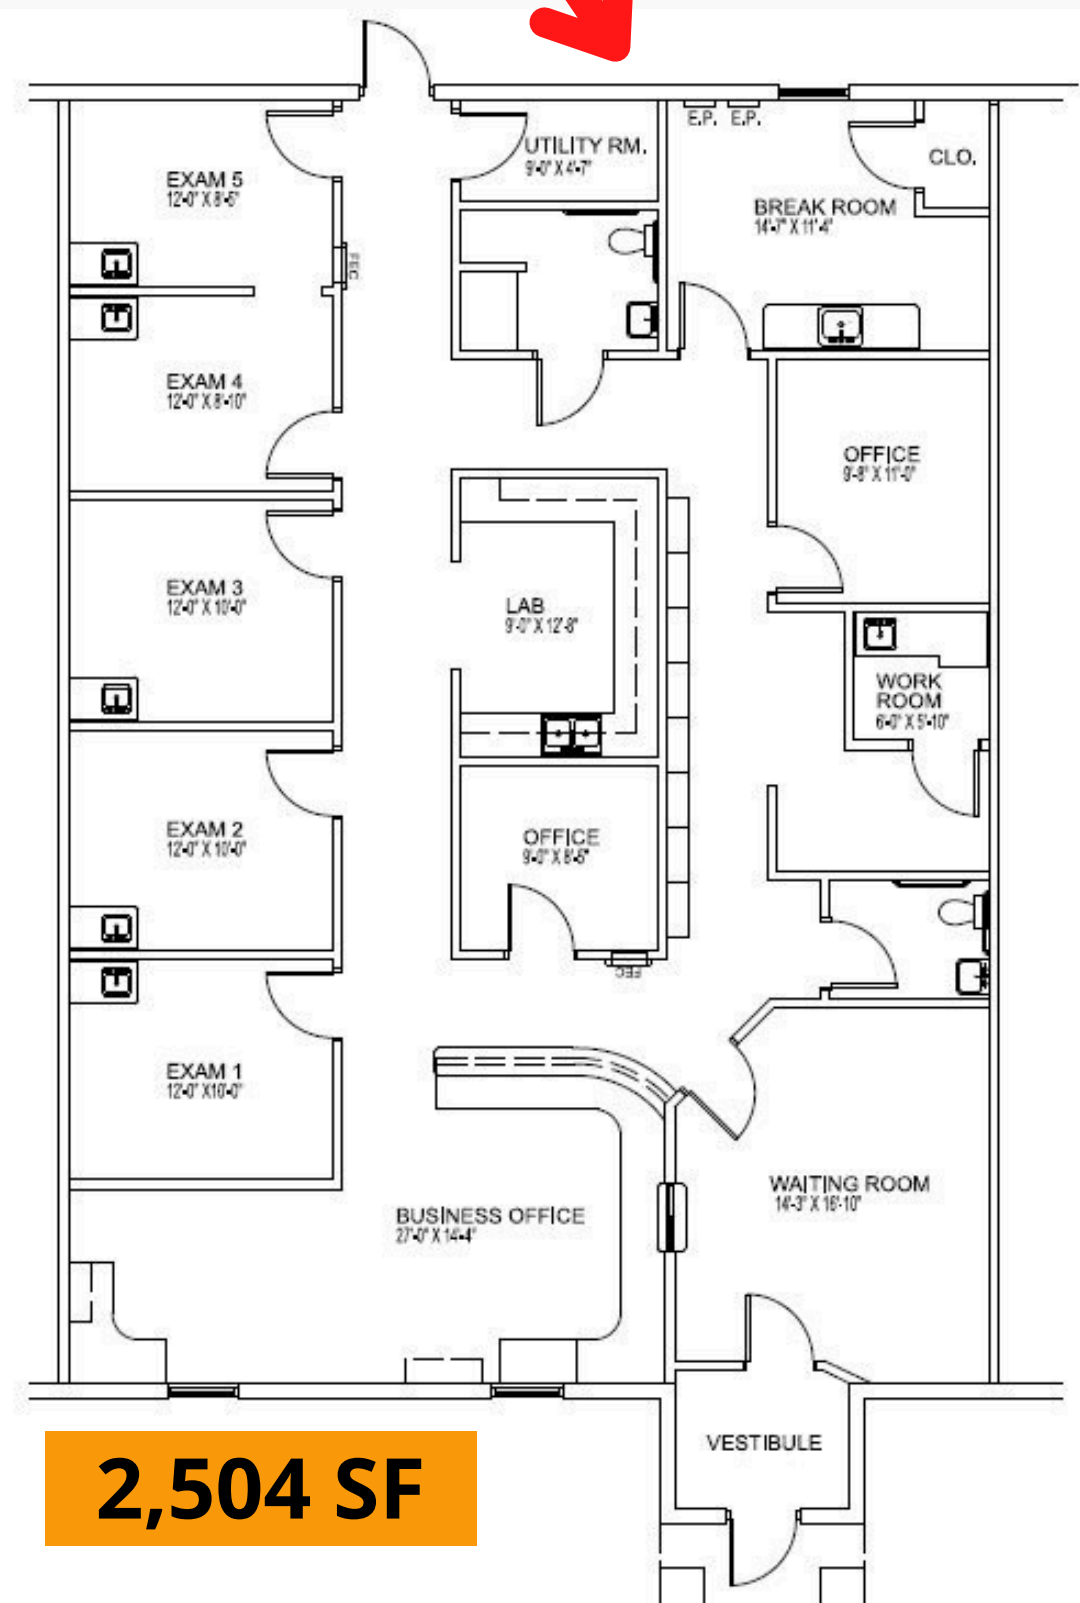 E.P. E.P.
UTILITY RM.
9'-0" X 4'-7"
CLO.
EXAM 5
12'-0" X 8'-6"
BREAK ROOM
14'-7" X 11'-4"
FEC
EXAM 4
12'-0" X 8'-10"
OFFICE
9'-8" X 11'-0"
EXAM 3
12'-0" X 10'-0"
LAB
9'-0" X 12'-8"
WORK
ROOM
6'-0" X 5'-10"
EXAM 2
12'-0" X 10'-0"
OFFICE
9'-0" X 8'-5"
FEC
EXAM 1
12'-0" X10'-0"
WAITING ROOM
14'-3" X 16'-10"
BUSINESS OFFICE
27'-0" X 14'-4"
VESTIBULE
2,504 SF